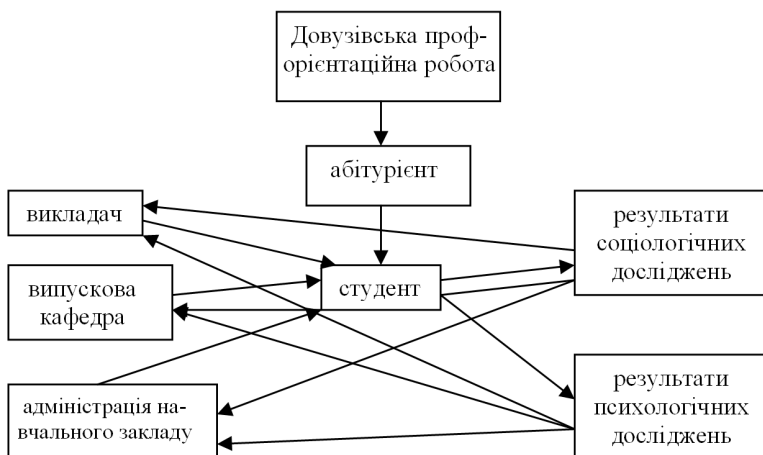 Довузівська проф-
орієнтаційна робота
абітурієнт
викладач
результати
соціологічних
досліджень
випускова
кафедра
студент
адміністрація на-
вчального закладу
результати
психологічних
досліджень